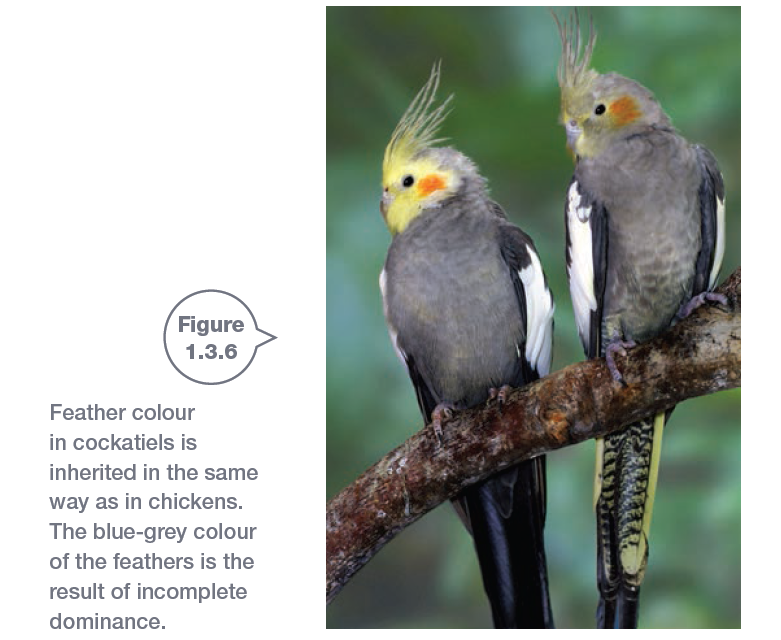 Figure
1.3.6
Feather colour
in cockatiels is
inherited in the same
way as in chickens.
The blue-grey colour
of the feathers is the
result of incomplete
dominance.